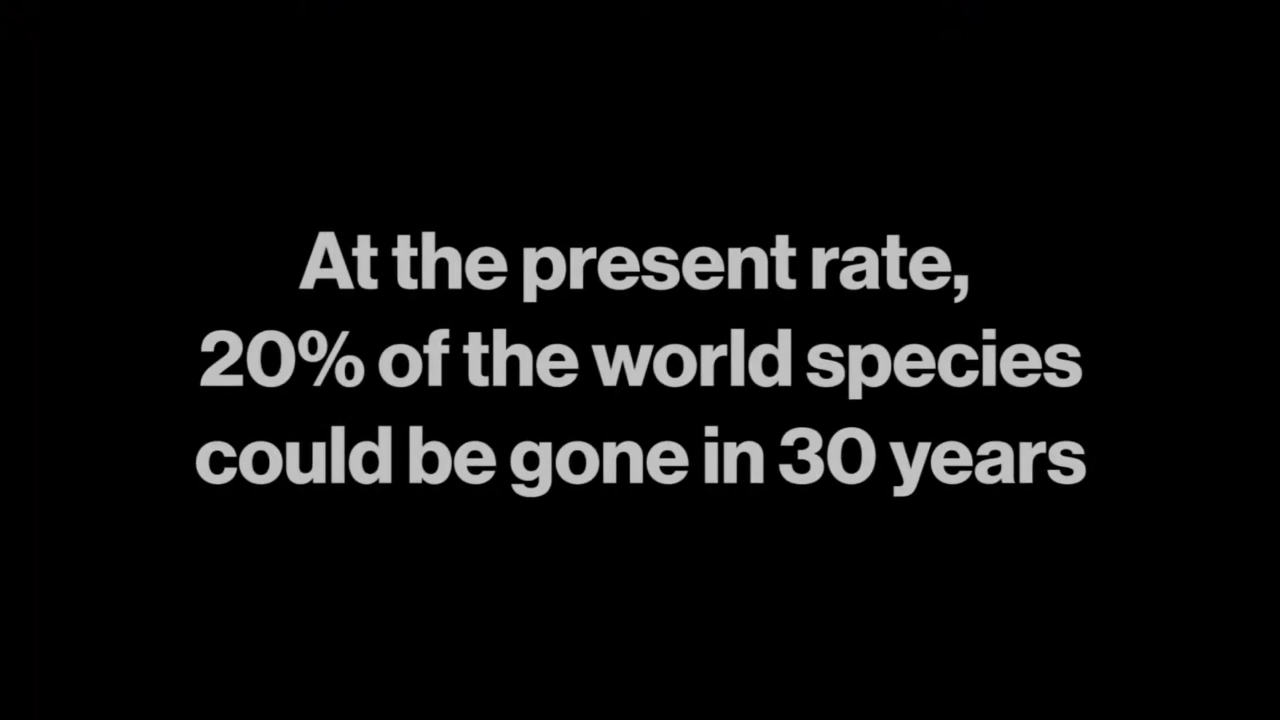 At the present rate,
20% of the world species
could be gone in 30 years